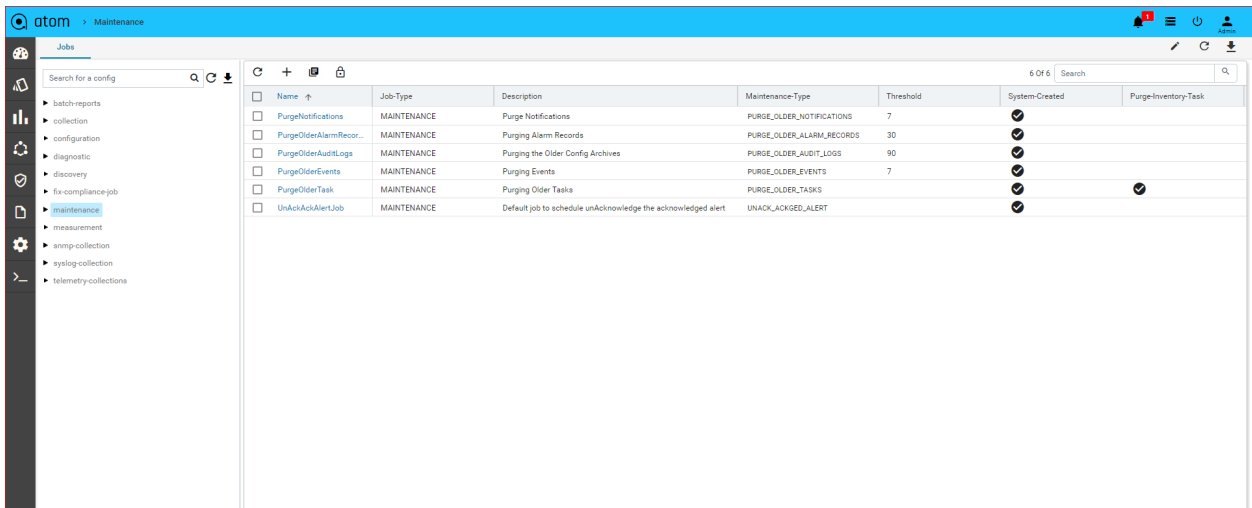 atom > Maintenance 1
Admin
Jobs
Search for a config
6 Of 6 Search
Name Job-Type Description Maintenance-Type Threshold System-Created Purge-Inventory-Task
batch-reports
collection
configuration
diagnostic
discovery
fix-compliance-job
maintenance
measurement
snmp-collection
syslog-collection
telemetry-collections
PurgeNotifications MAINTENANCE Purge Notifications PURGE_OLDER_NOTIFICATIONS 7
PurgeOlderAlarmRecor... MAINTENANCE Purging Alarm Records PURGE_OLDER_ALARM_RECORDS 30
PurgeOlderAuditLogs MAINTENANCE Purging the Older Config Archives PURGE_OLDER_AUDIT_LOGS 90
PurgeOlderEvents MAINTENANCE Purging Events PURGE_OLDER_EVENTS 7
PurgeOlderTask MAINTENANCE Purging Older Tasks PURGE_OLDER_TASKS
UnAckAckAlertJob MAINTENANCE Default job to schedule unAcknowledge the acknowledged alert UNACK_ACKGED_ALERT